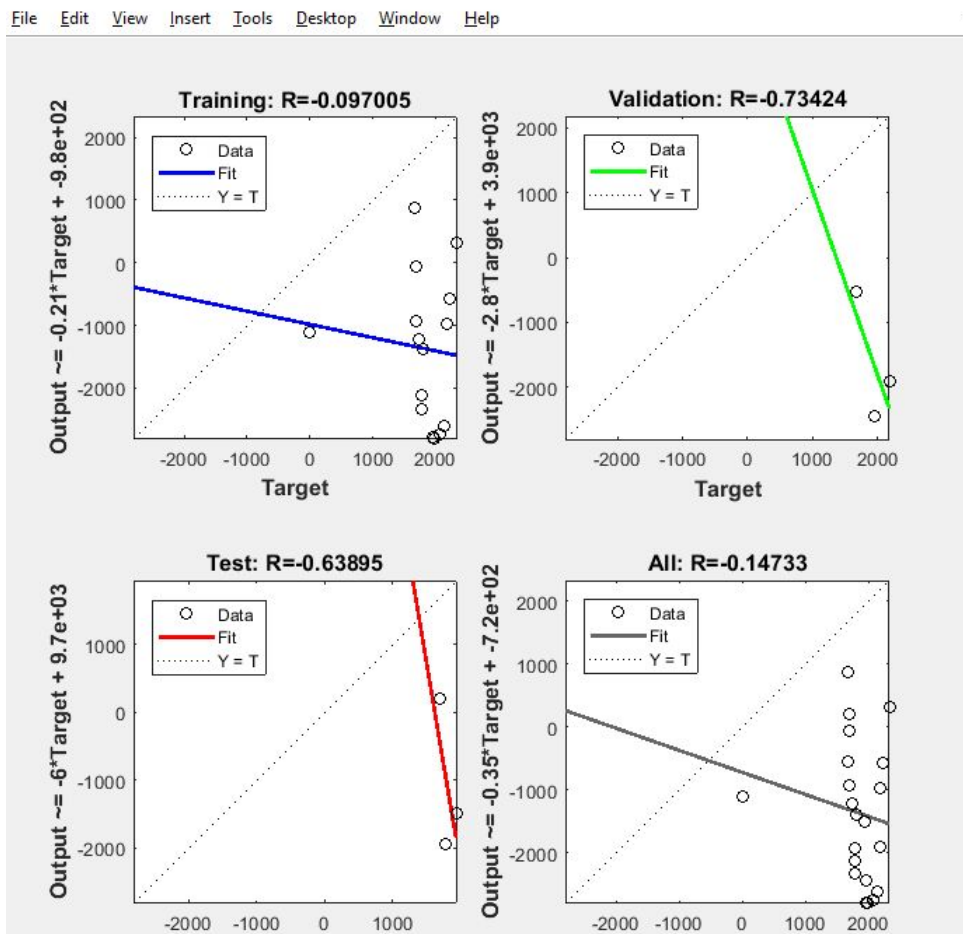 File Edit View Insert Tools Desktop Window Help
Training: R=-0.097005
Output ~= -0.21*Target + -9.8e+02
Data
Fit
Y = T
2000
1000
0
-1000
-2000
-2000 -1000 0 1000 2000
Target
Validation: R=-0.73424
Output ~= -2.8*Target + 3.9e+03
Data
Fit
Y = T
2000
1000
0
-1000
-2000
-2000 -1000 0 1000 2000
Target
Test: R=-0.63895
Output ~= -6*Target + 9.7e+03
Data
Fit
Y = T
1000
0
-1000
-2000
-2000 -1000 0 1000
All: R=-0.14733
Output ~= -0.35*Target + -7.2e+02
Data
Fit
Y = T
2000
1000
0
-1000
-2000
-2000 -1000 0 1000 2000